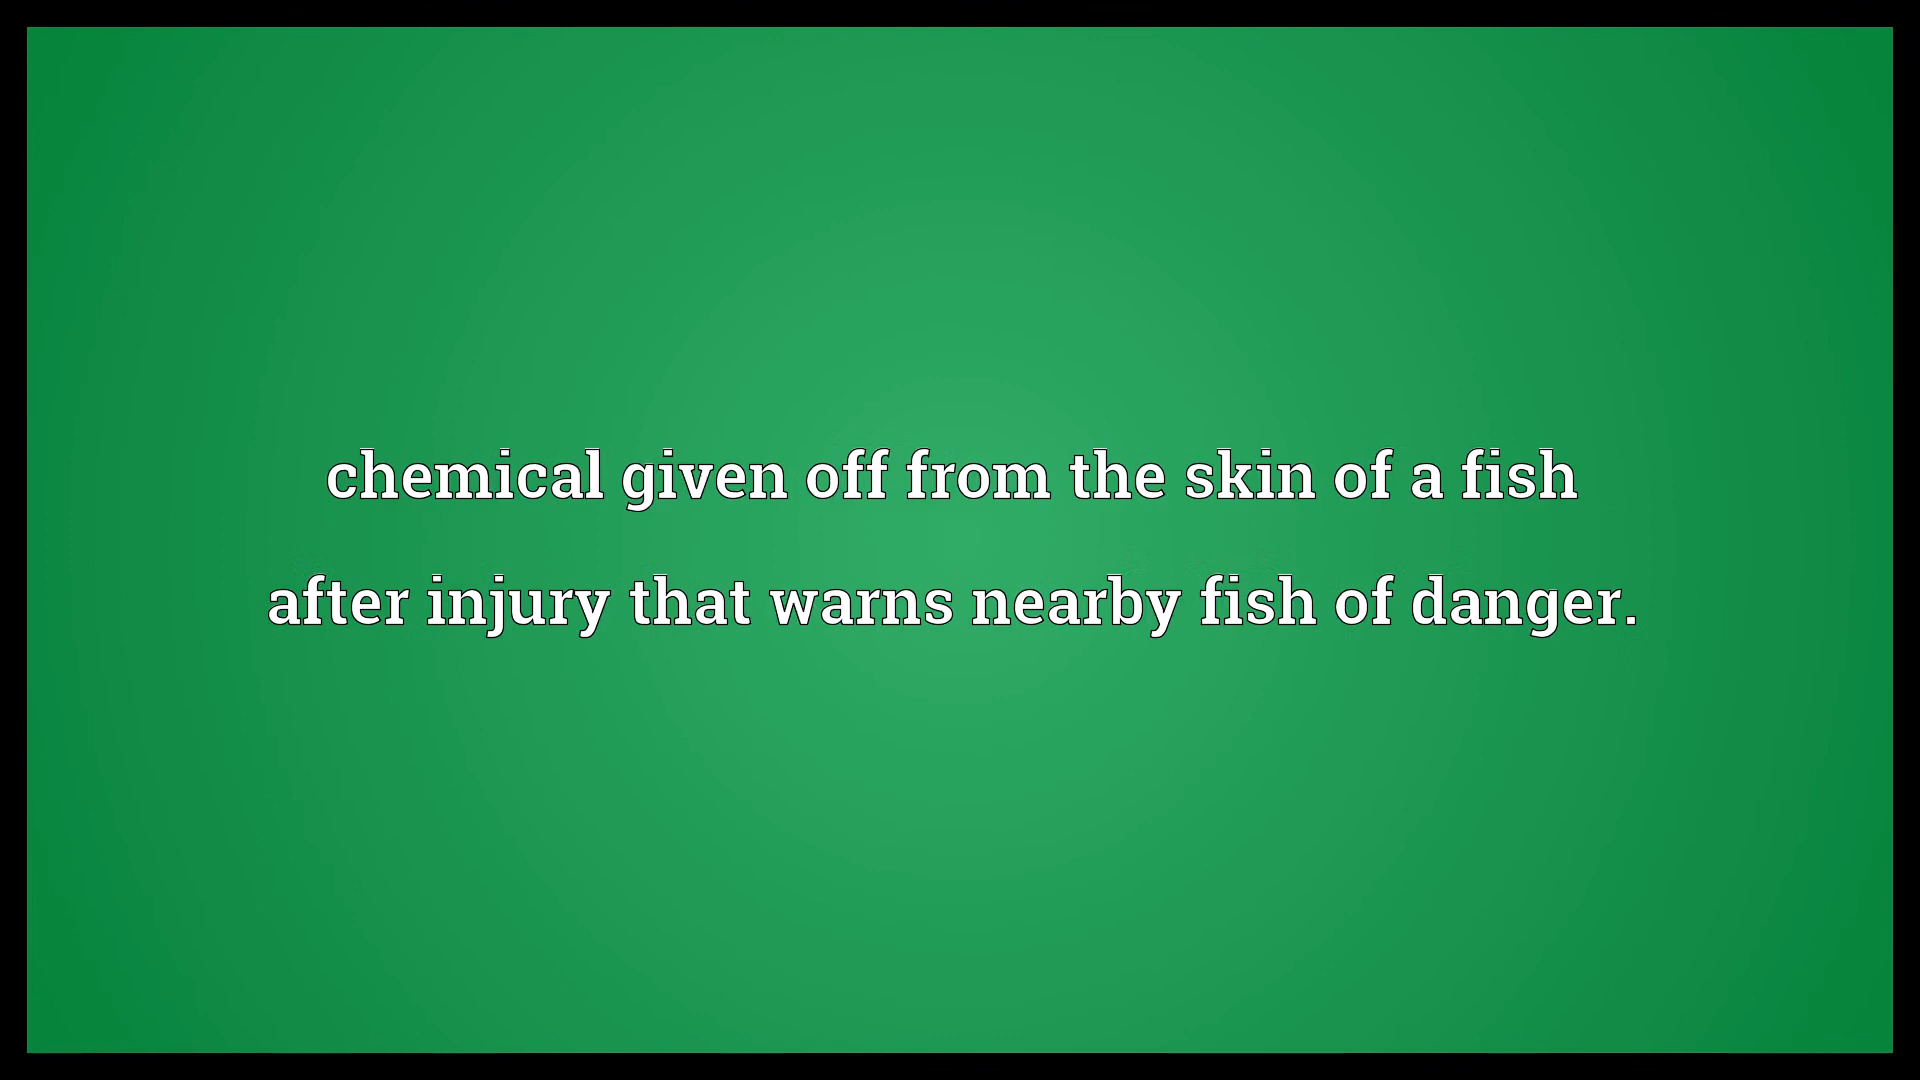 chemical given off from the skin of a fish
after injury that warns nearby fish of danger.